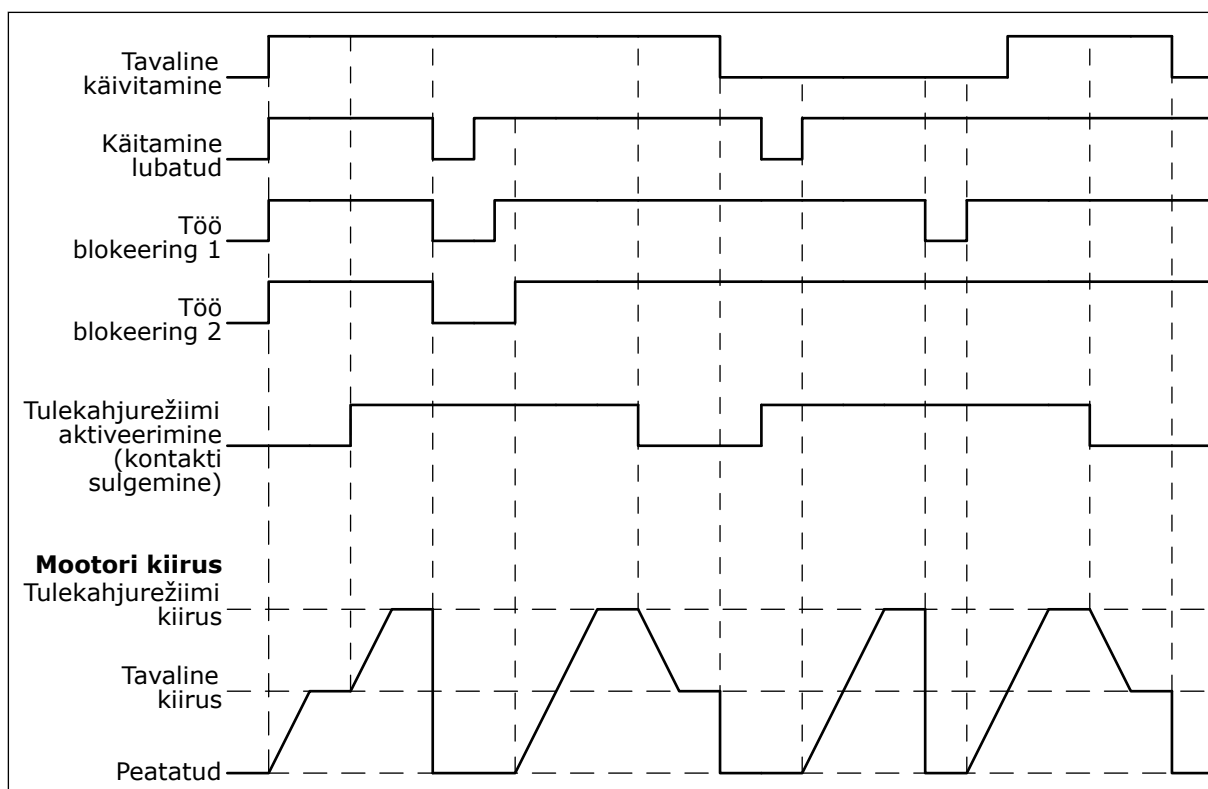 Tavaline
käivitamine
Käitamine
lubatud
Töö
blokeering 1
Töö
blokeering 2
Tulekahjurežiimi
aktiveerimine
(kontakti
sulgemine)
Mootori kiirus
Tulekahjurežiimi
kiirus
Tavaline
kiirus
Peatatud